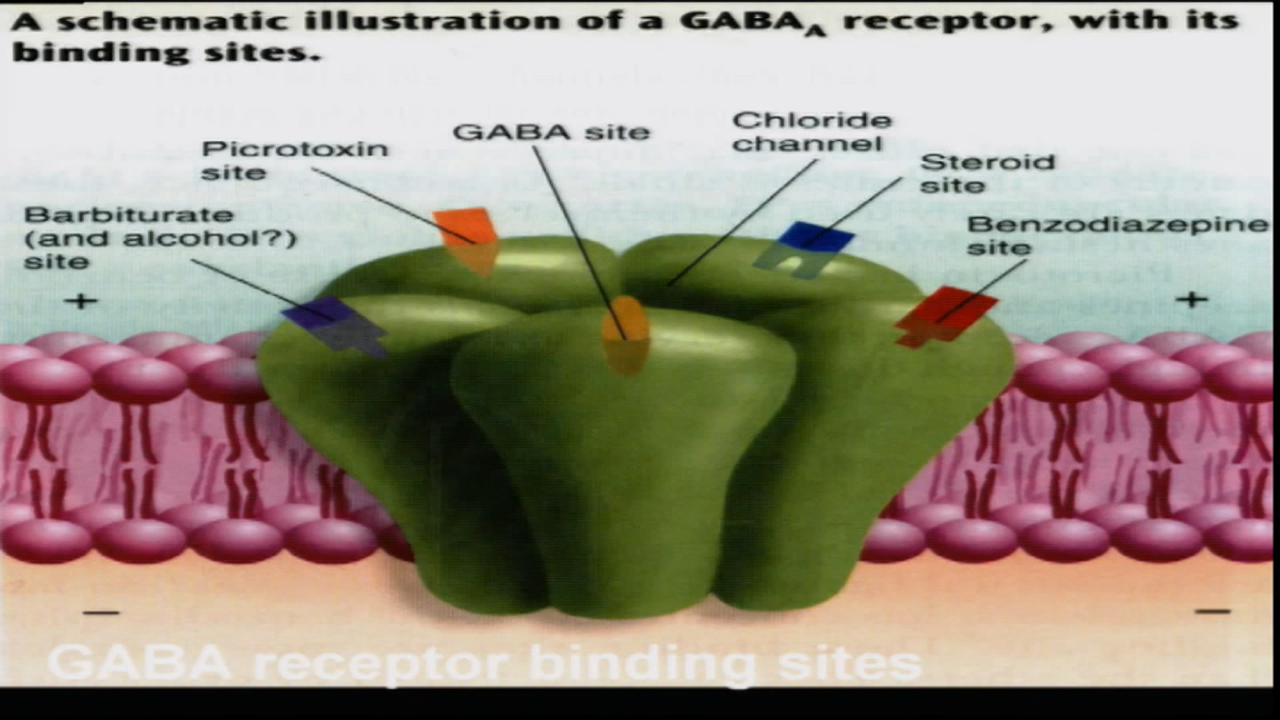 A schematic illustration of a GABAA receptor, with its
binding sites.
Chloride
channel
GABA site
Picrotoxin
site
Steroid
site
Barbiturate
(and alcohol?)
site
Benzodiazepine
site
+
+
—
—
GABA receptor binding sites